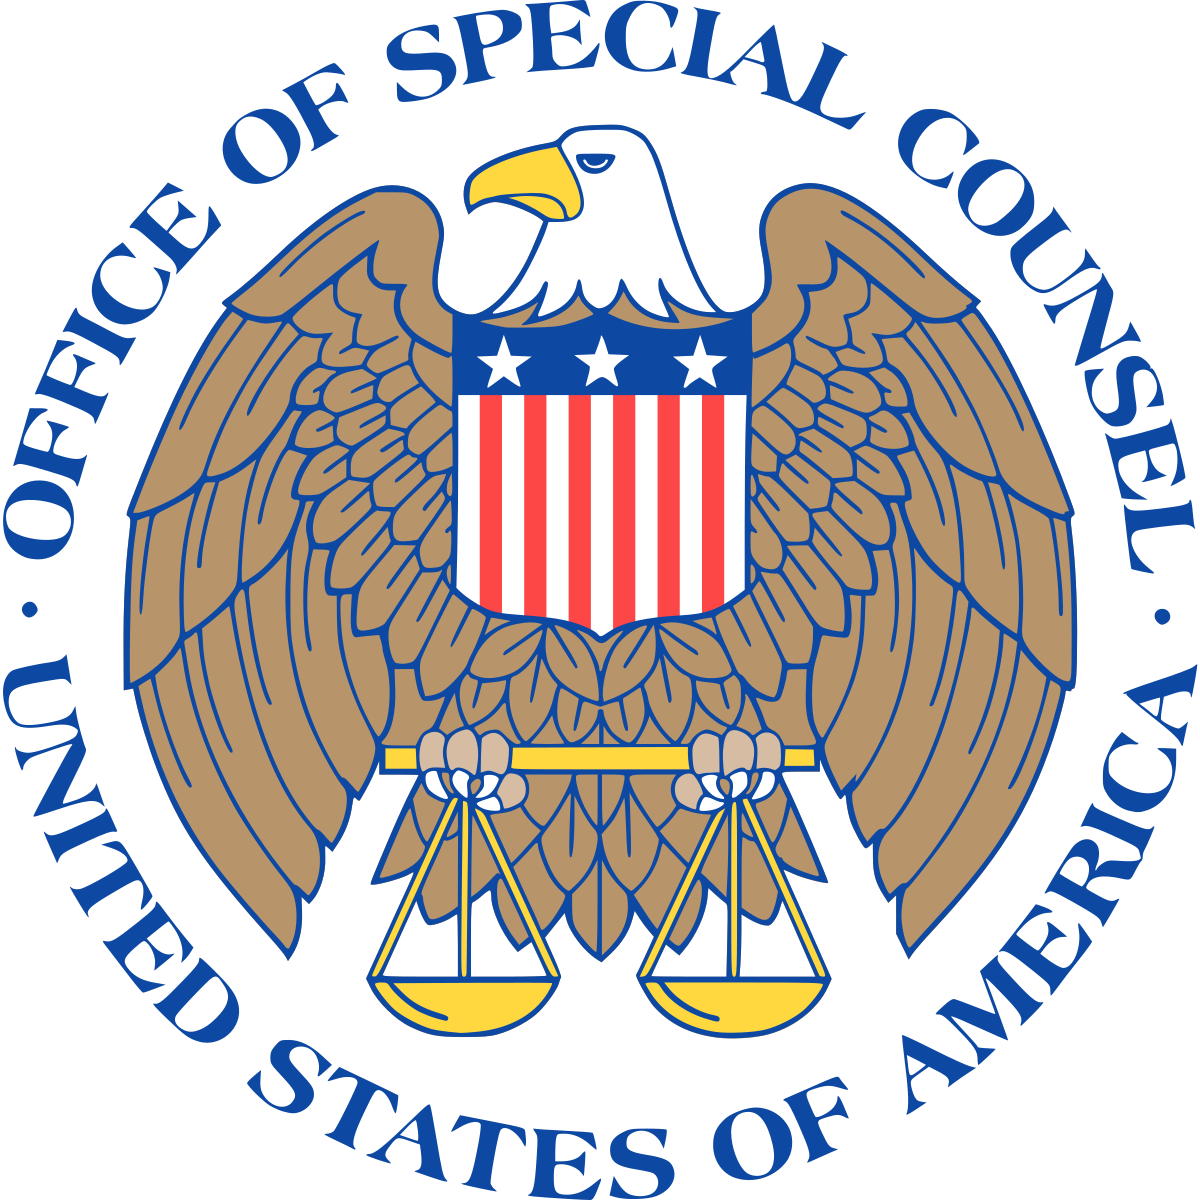 OFFICE OF SPECIAL COUNSEL
· UNITED STATES OF AMERICA ·